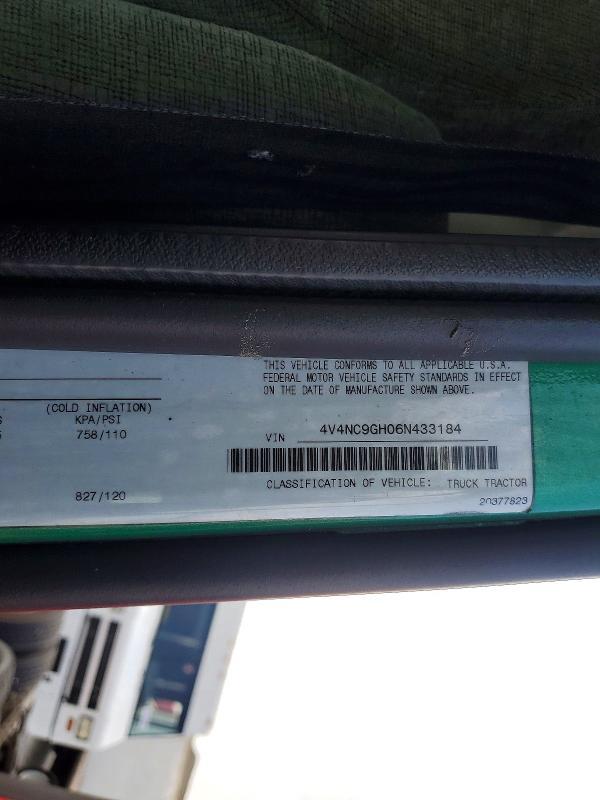 THIS VEHICLE CONFORMS TO ALL APPLICABLE U.S.A.
FEDERAL MOTOR VEHICLE SAFETY STANDARDS IN EFFECT
ON THE DATE OF MANUFACTURE SHOWN ABOVE.
(COLD INFLATION)
KPA/PSI
758/110
827/120
VIN 4V4NC9GH06N433184
CLASSIFICATION OF VEHICLE: TRUCK TRACTOR
20377823